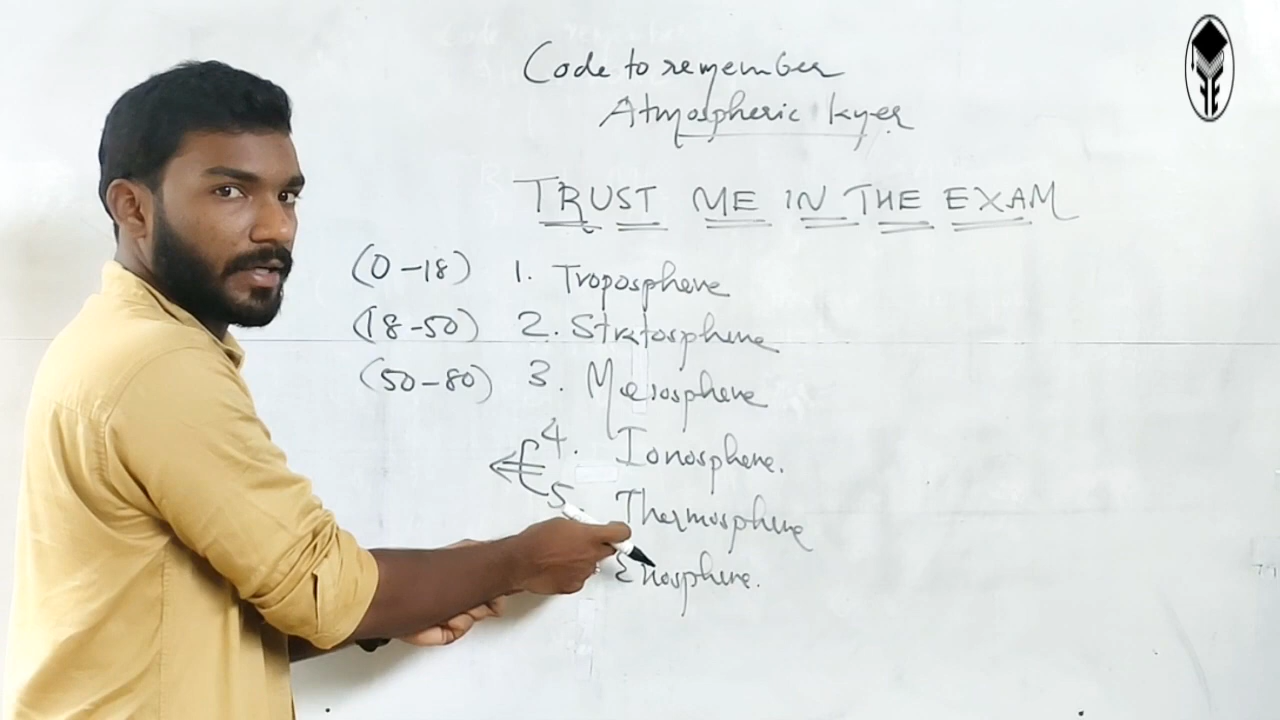 Code to remember
Atmospheric layer
TRUST ME IN THE EXAM
(0-18) 1. Troposphere
(18-50) 2. Stratosphere
(50-80) 3. Mesosphere
4. Ionosphere.
5 Thermosphere
Exosphere.